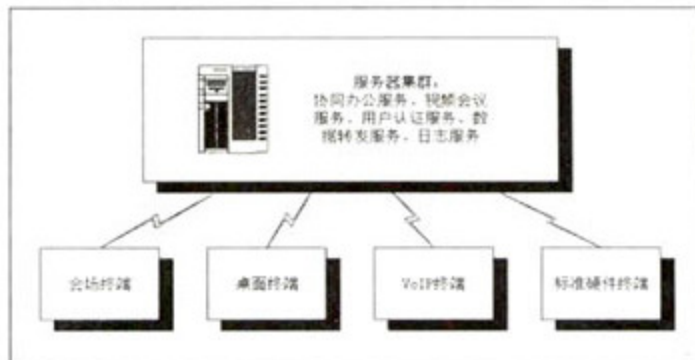 服务器集群：
协同办公服务、视频会议
服务、用户认证服务、数
据转发服务、日志服务
会场终端
桌面终端
VoIP终端
标准硬件终端